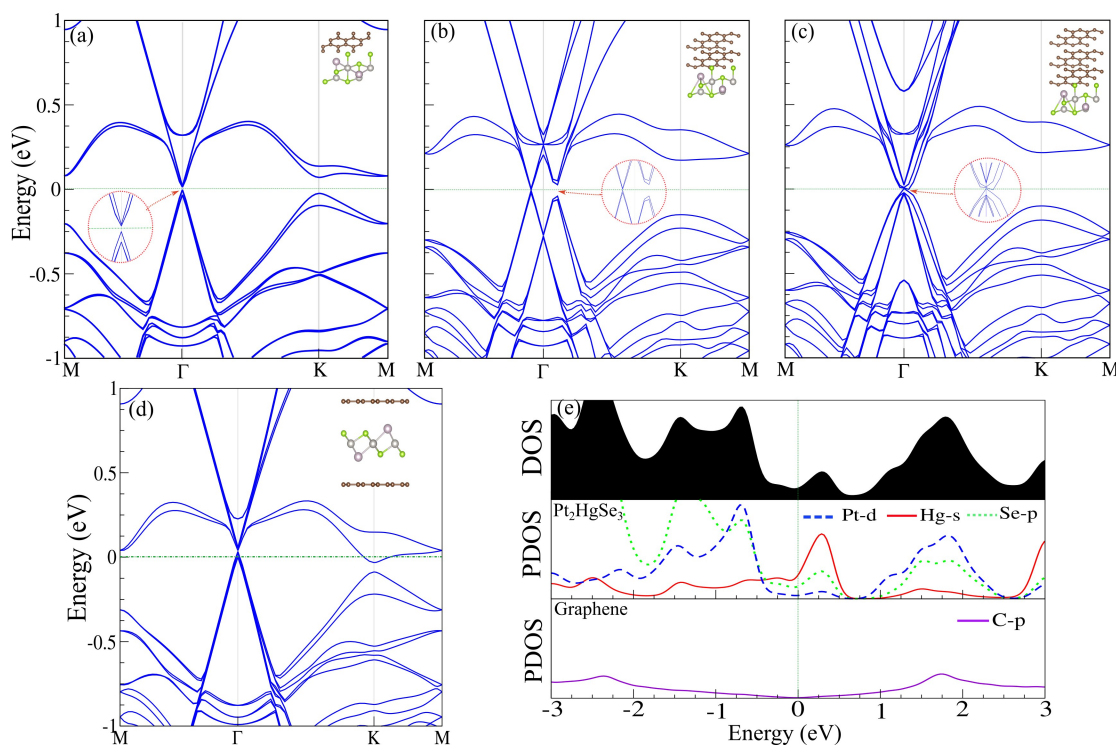 (a)
(b)
(c)
Energy (eV)
1
0.5
0
-0.5
-1
M Γ K M
M Γ K M
M Γ K M
(d)
Energy (eV)
1
0.5
0
-0.5
-1
M Γ K M
(e)
DOS
PDOS
Pt₂HgSe₃
Pt-d Hg-s Se-p
PDOS
Graphene
C-p
-3 -2 -1 0 1 2 3
Energy (eV)